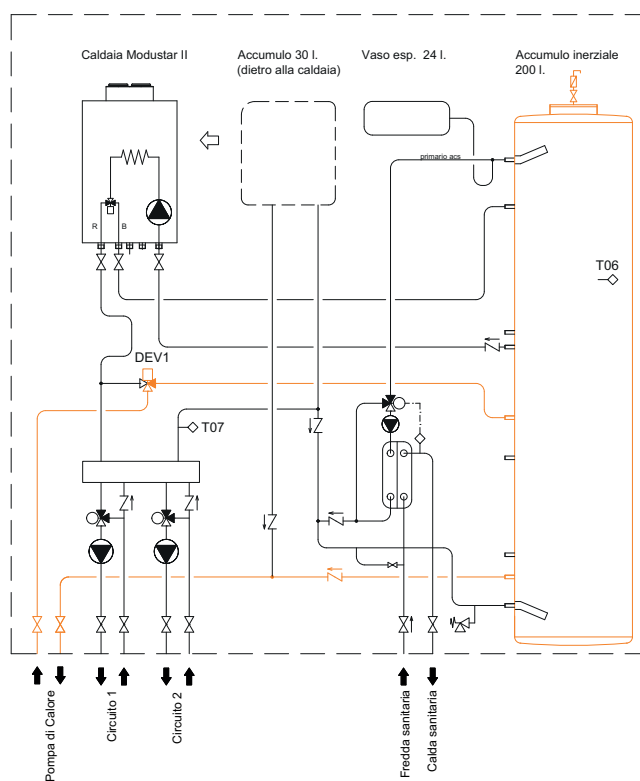 Caldaia Modustar II
Accumulo 30 l.
(dietro alla caldaia)
Vaso esp. 24 l.
Accumulo inerziale
200 l.
primario acs
R
B
T06
DEV1
T07
Pompa di Calore
Circuito 1
Circuito 2
Fredda sanitaria
Calda sanitaria